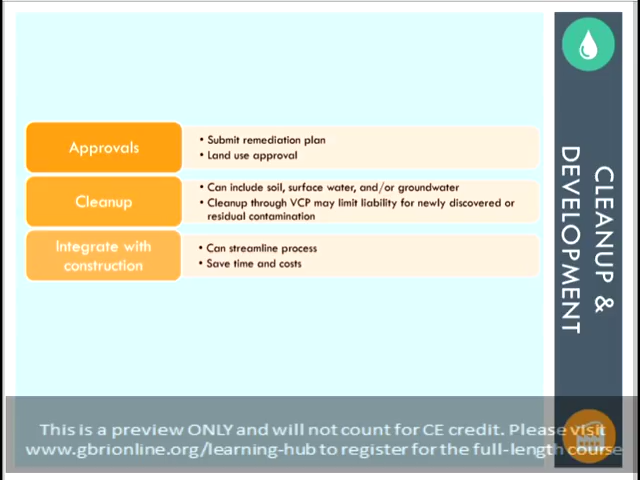 Approvals
• Submit remediation plan
• Land use approval
Cleanup
• Can include soil, surface water, and/or groundwater
• Cleanup through VCP may limit liability for newly discovered or
residual contamination
Integrate with
construction
• Can streamline process
• Save time and costs
CLEANUP &
DEVELOPMENT
This is a preview ONLY and will not count for CE credit. Please visit
www.gbrionline.org/learning-hub to register for the full-length course